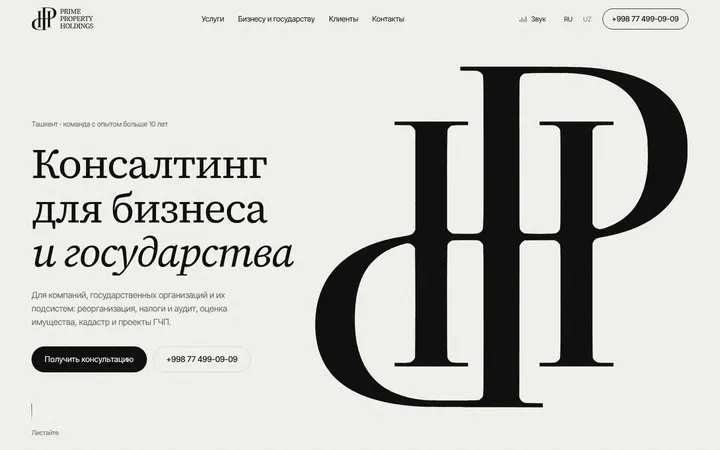 PRIME
PROPERTY
HOLDINGS
Услуги Бизнесу и государству Клиенты Контакты
Звук RU UZ +998 77 499-09-09
Ташкент · команда с опытом больше 10 лет
Консалтинг
для бизнеса
и государства
Для компаний, государственных организаций и их
подсистем: реорганизация, налоги и аудит, оценка
имущества, кадастр и проекты ГЧП.
Получить консультацию +998 77 499-09-09
Листайте